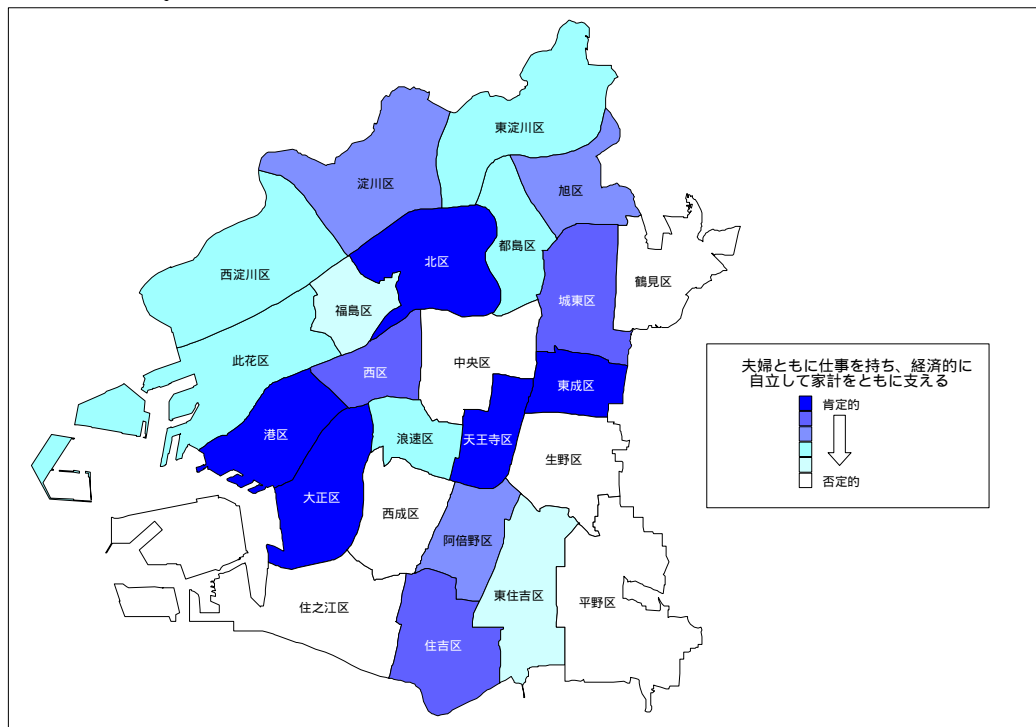 東淀川区
淀川区
旭区
都島区
北区
西淀川区
鶴見区
城東区
福島区
此花区
中央区
西区
東成区
港区
浪速区
天王寺区
生野区
大正区
西成区
阿倍野区
東住吉区
平野区
住之江区
住吉区
夫婦ともに仕事を持ち、経済的に
自立して家計をともに支える
肯定的
否定的